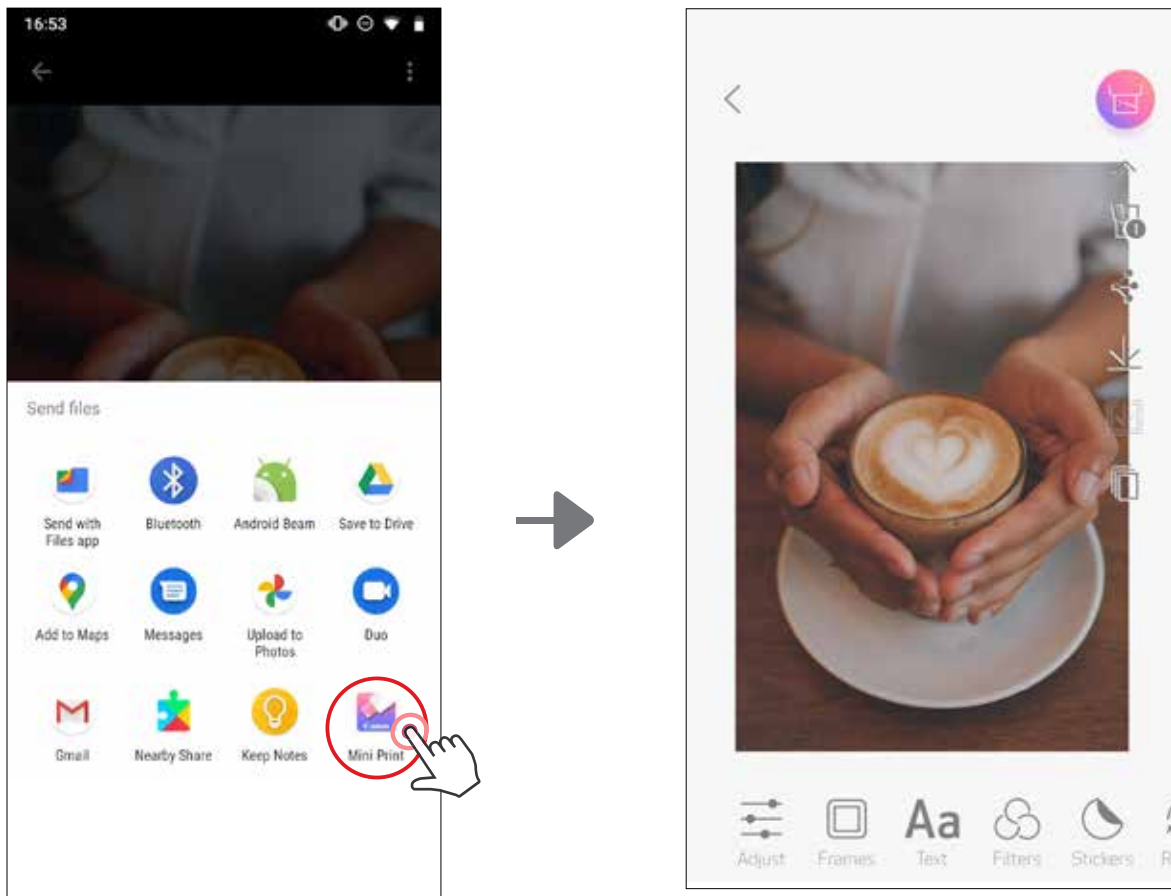 16:53
Send files
Send with
Files app
Bluetooth
Android Beam
Save to Drive
Add to Maps
Messages
Upload to
Photos
Duo
Gmail
Nearby Share
Keep Notes
Mini Print
Adjust
Frames
Aa
Text
Filters
Stickers